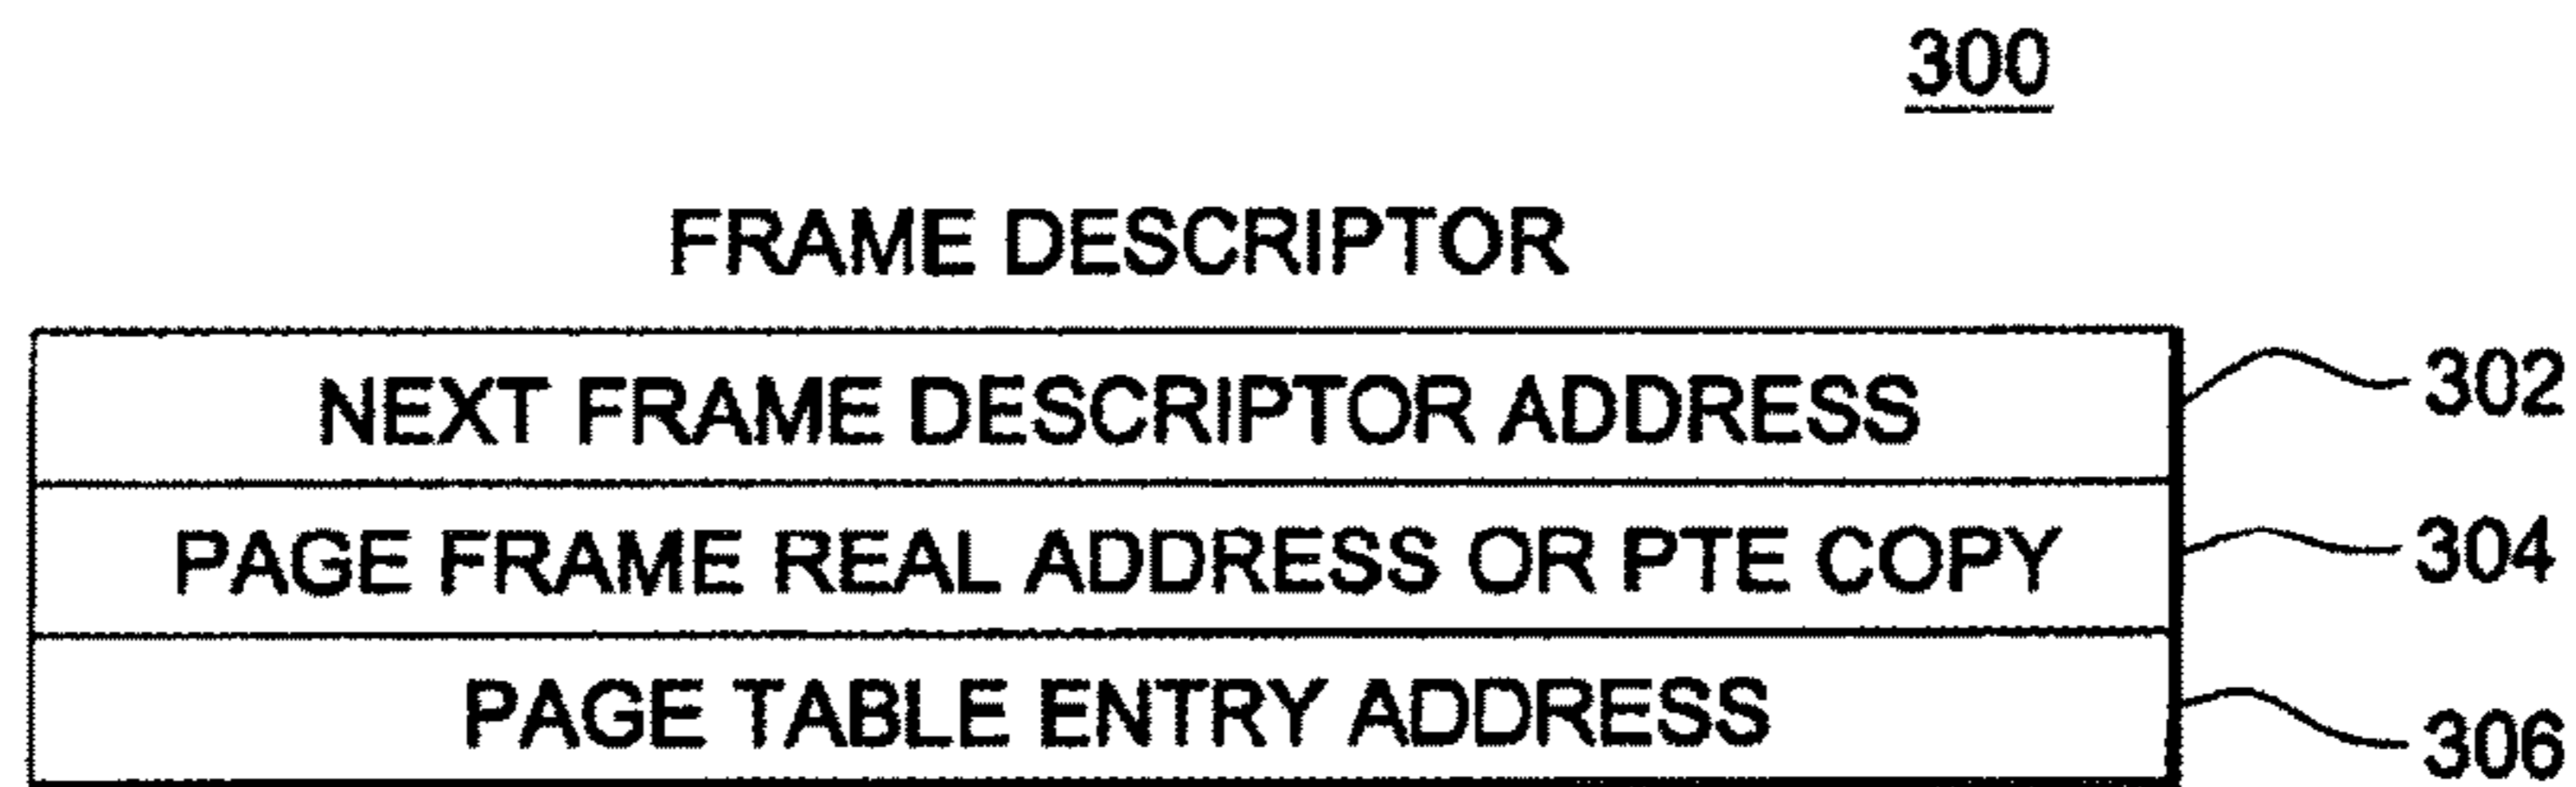 300
FRAME DESCRIPTOR
NEXT FRAME DESCRIPTOR ADDRESS 302
PAGE FRAME REAL ADDRESS OR PTE COPY 304
PAGE TABLE ENTRY ADDRESS 306